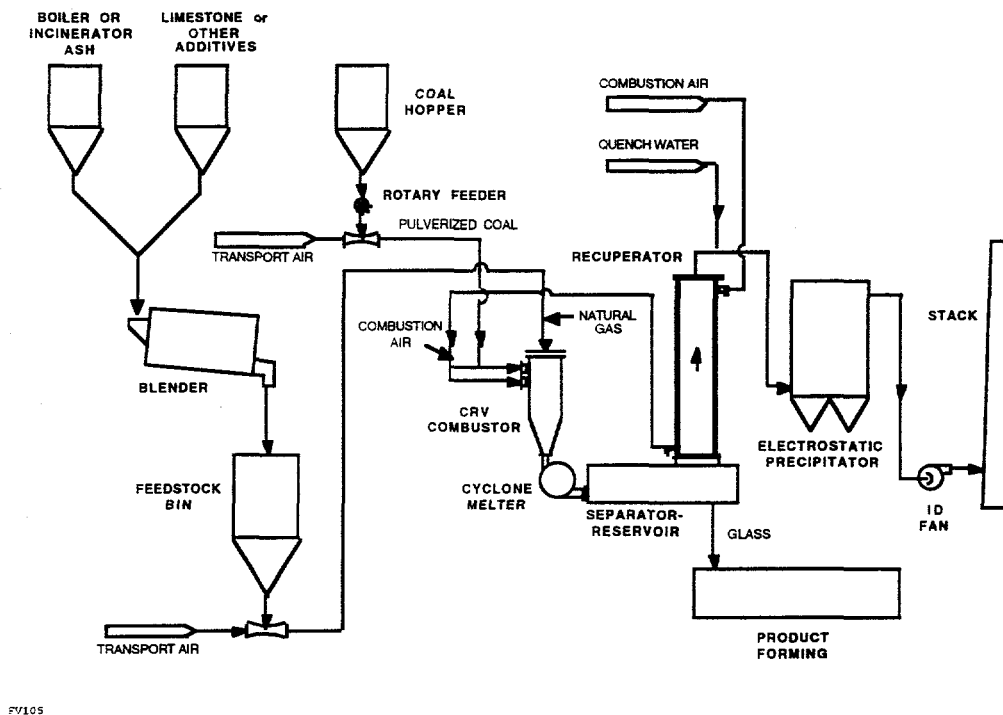 BOILER OR
INCINERATOR
ASH
LIMESTONE or
OTHER
ADDITIVES
COAL
HOPPER
COMBUSTION AIR
QUENCH WATER
ROTARY FEEDER
PULVERIZED COAL
TRANSPORT AIR
RECUPERATOR
STACK
NATURAL
GAS
COMBUSTION
AIR
BLENDER
CRV
COMBUSTOR
ELECTROSTATIC
PRECIPITATOR
FEEDSTOCK
BIN
CYCLONE
MELTER
SEPARATOR-
RESERVOIR
ID
FAN
GLASS
TRANSPORT AIR
PRODUCT
FORMING
FV105